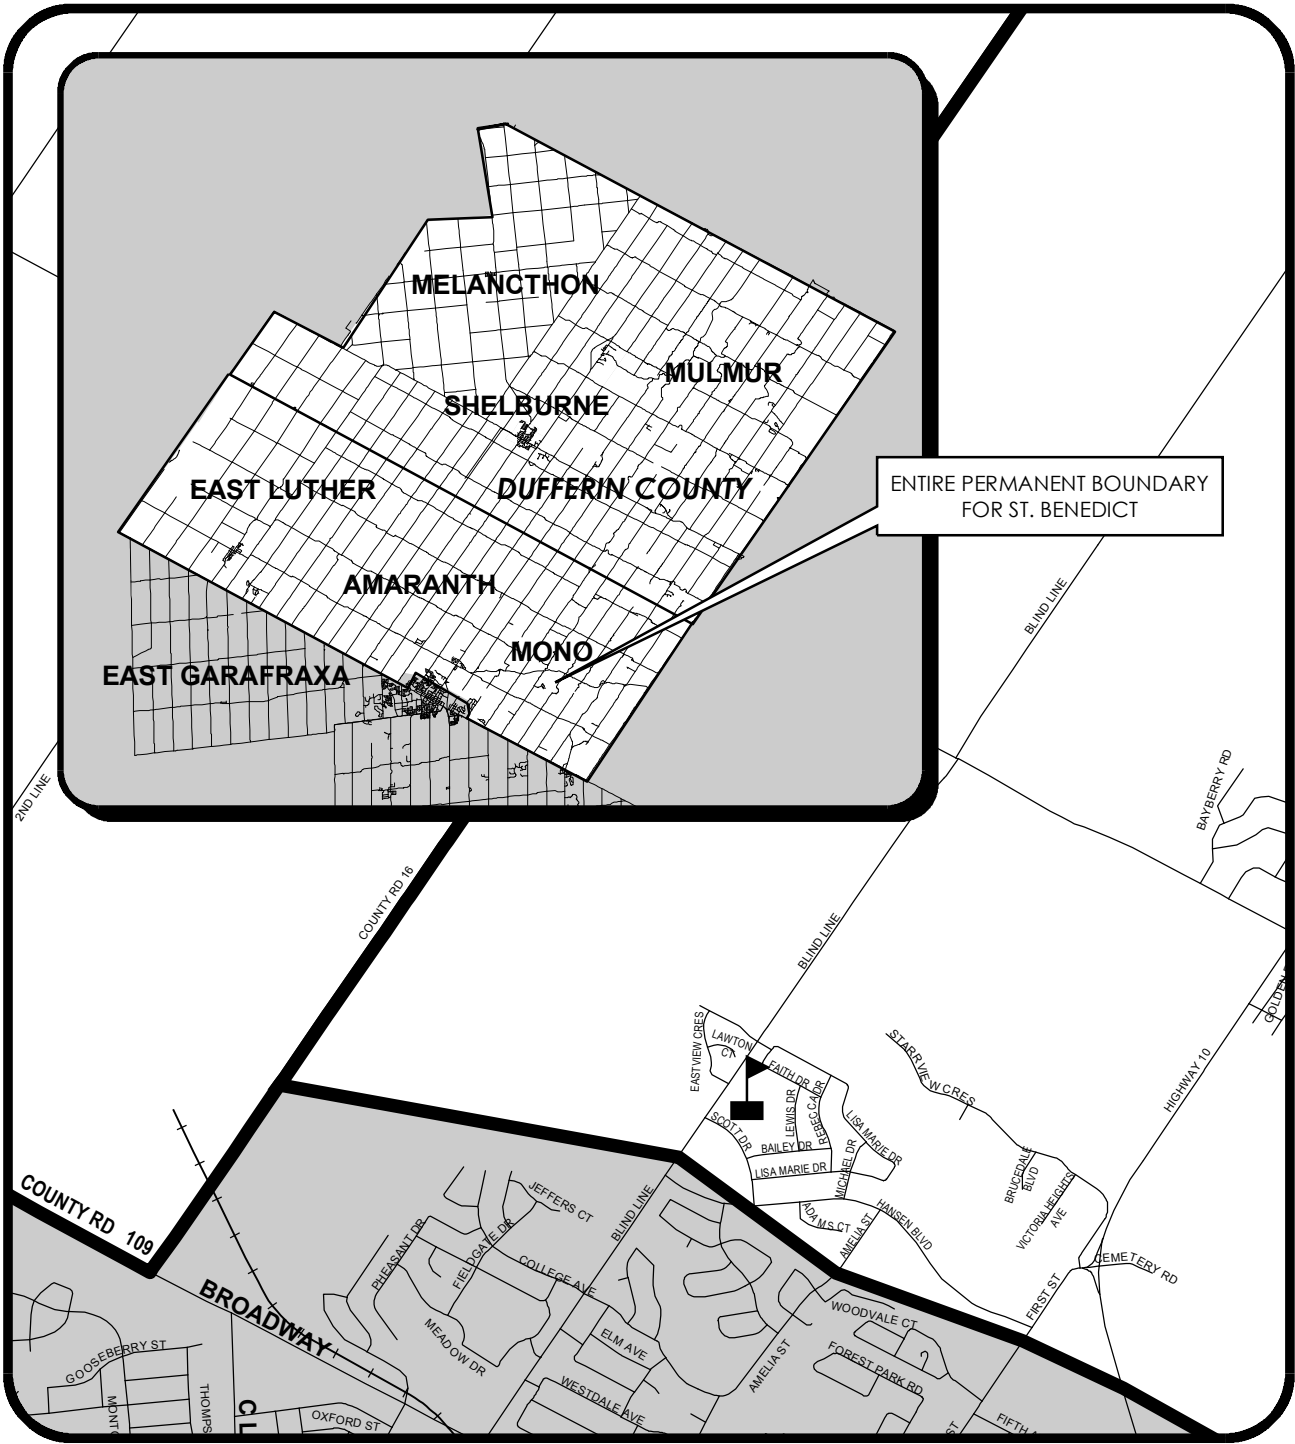 MELANCTHON
MULMUR
SHELBURNE
EAST LUTHER
DUFFERIN COUNTY
ENTIRE PERMANENT BOUNDARY
FOR ST. BENEDICT
AMARANTH
MONO
EAST GARAFRAXA
BLIND LINE
2ND LINE
BAYBERRY RD
COUNTY RD 16
BLIND LINE
HIGHWAY 10
EASTVIEW CRES
LAWTON
CT
FAITH DR
STARRVIEW CRES
SCOTT DR
LEWIS DR
REBECCA DR
LISA MARIE DR
BAILEY DR
LISA MARIE DR
MICHAEL DR
BRUCEDALE
BLVD
VICTORIA HEIGHTS
AVE
ADAMS CT
AMELIA ST
HANSEN BLVD
CEMETERY RD
FIRST ST
COUNTY RD 109
BROADWAY
JEFFERS CT
BLIND LINE
PHEASANT DR
FIELDGATE DR
COLLEGE AVE
MEADOW DR
ELM AVE
WESTDALE AVE
AMELIA ST
WOODVALE CT
FOREST PARK RD
GOOSEBERRY ST
OXFORD ST